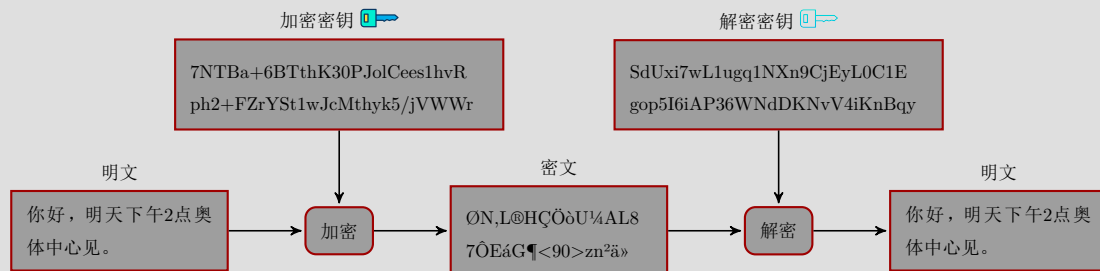 加密密钥
解密密钥
7NTBa+6BTthK30PJolCees1hvR
ph2+FZrYSt1wJcMthyk5/jVWWr
SdUxi7wL1ugq1NXn9CjEyL0C1E
gop5I6iAP36WNdDKNvV4iKnBqy
明文
你好，明天下午2点奥
体中心见。
加密
密文
ØN,L®HÇÖòU¼AL8
7ÔEáG¶<90>zn²ä»
解密
明文
你好，明天下午2点奥
体中心见。